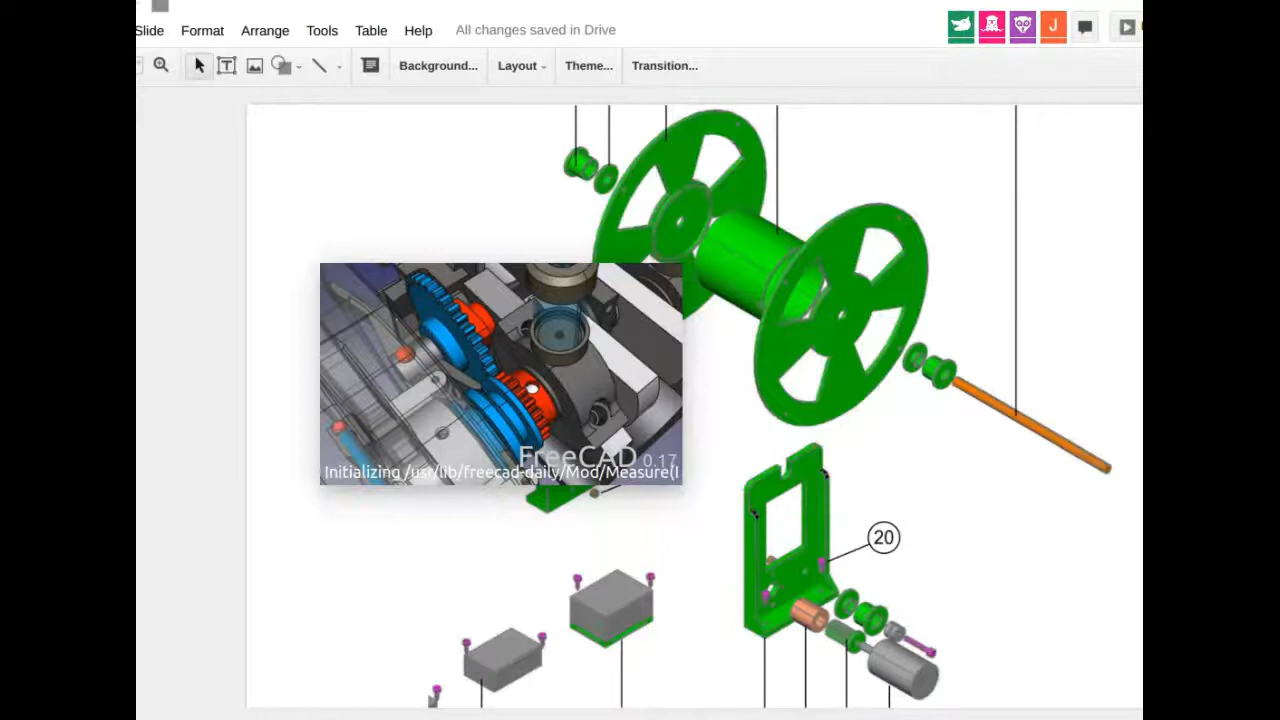 Slide Format Arrange Tools Table Help All changes saved in Drive
J
T
Background... Layout Theme... Transition...
FreeCAD 0.17
Initializing /usr/lib/freecad-daily/Mod/Measure(I
20